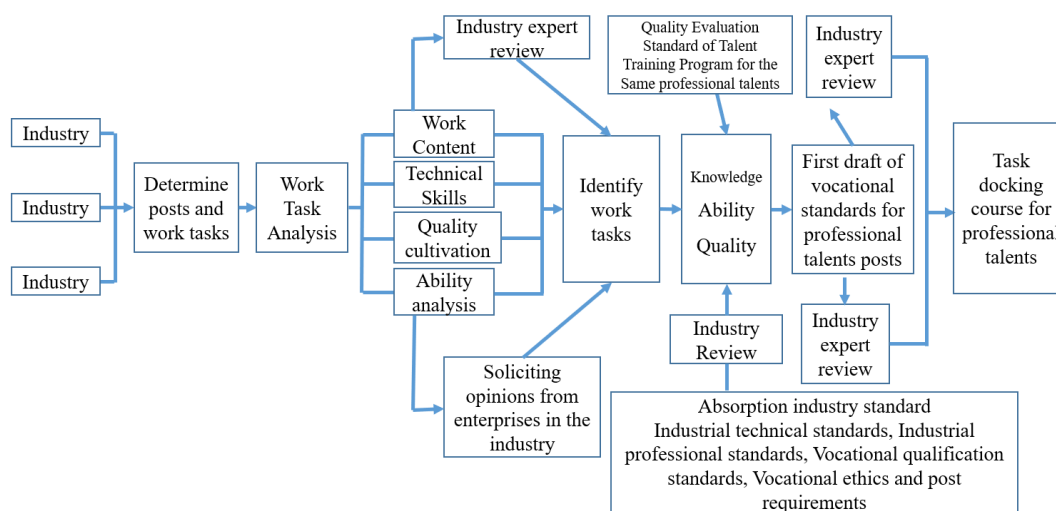 Industry
Industry
Industry
Determine
posts and
work tasks
Work
Task
Analysis
Industry expert
review
Work
Content
Technical
Skills
Quality
cultivation
Ability
analysis
Soliciting
opinions from
enterprises in the
industry
Identify
work
tasks
Quality Evaluation
Standard of Talent
Training Program for the
Same professional talents
Knowledge
Ability
Quality
Industry
Review
Absorption industry standard
Industrial technical standards, Industrial
professional standards, Vocational qualification
standards, Vocational ethics and post
requirements
Industry
expert
review
First draft of
vocational
standards for
professional
talents posts
Industry
expert
review
Task
docking
course for
professional
talents